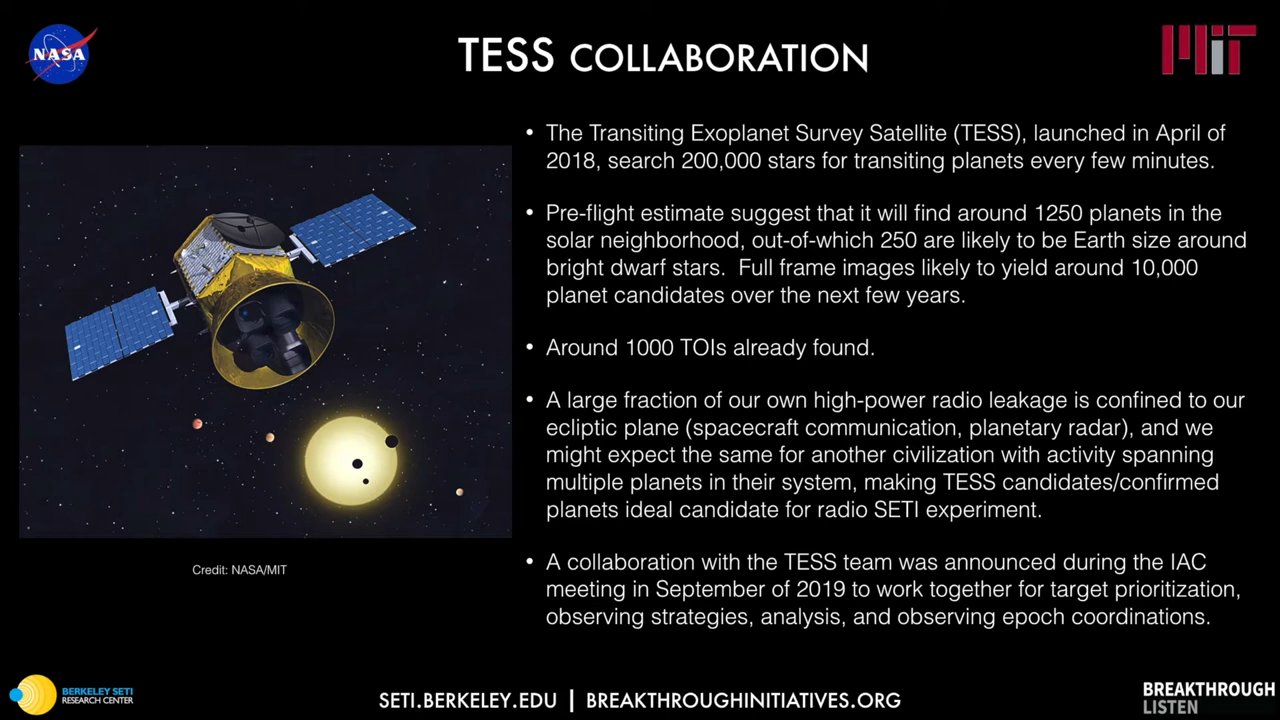 NASA
TESS COLLABORATION
MIT
• The Transiting Exoplanet Survey Satellite (TESS), launched in April of
2018, search 200,000 stars for transiting planets every few minutes.
• Pre-flight estimate suggest that it will find around 1250 planets in the
solar neighborhood, out-of-which 250 are likely to be Earth size around
bright dwarf stars. Full frame images likely to yield around 10,000
planet candidates over the next few years.
• Around 1000 TOIs already found.
• A large fraction of our own high-power radio leakage is confined to our
ecliptic plane (spacecraft communication, planetary radar), and we
might expect the same for another civilization with activity spanning
multiple planets in their system, making TESS candidates/confirmed
planets ideal candidate for radio SETI experiment.
• A collaboration with the TESS team was announced during the IAC
meeting in September of 2019 to work together for target prioritization,
observing strategies, analysis, and observing epoch coordinations.
Credit: NASA/MIT
BERKELEY SETI
RESEARCH CENTER
SETI.BERKELEY.EDU | BREAKTHROUGHINITIATIVES.ORG
BREAKTHROUGH
LISTEN